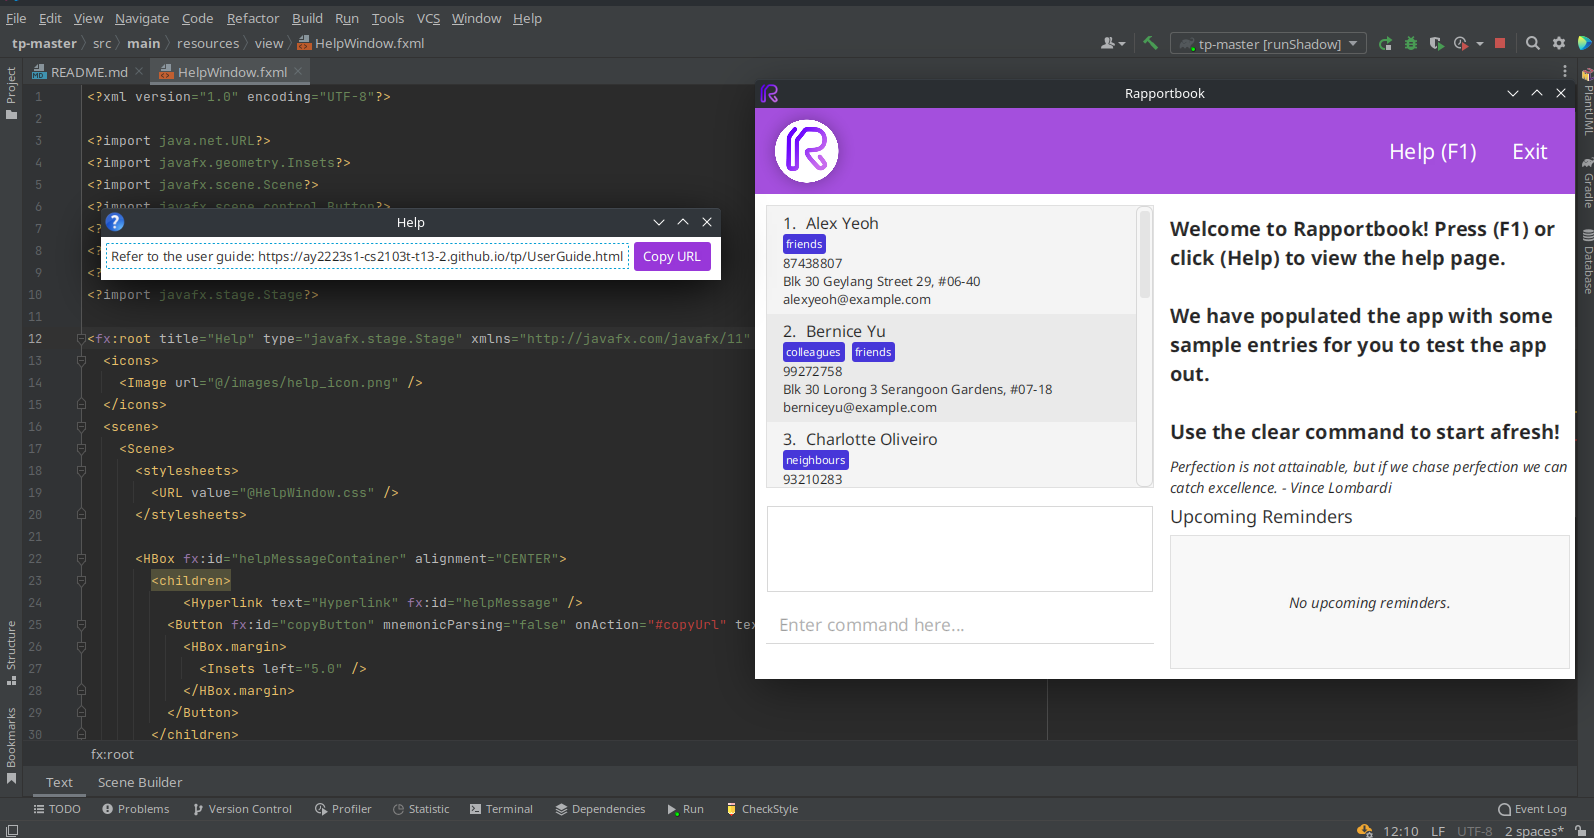 File Edit View Navigate Code Refactor Build Run Tools VCS Window Help
tp-master src main resources view HelpWindow.fxml
tp-master [runShadow]
README.md HelpWindow.fxml
Project
1 <?xml version="1.0" encoding="UTF-8"?>
2
3 <?import java.net.URL?>
4 <?import javafx.geometry.Insets?>
5 <?import javafx.scene.Scene?>
6 <?import javafx.scene.control.Button?>
7 <?
8 <?
9 <?
10 <?import javafx.stage.Stage?>
11
12 <fx:root title="Help" type="javafx.stage.Stage" xmlns="http://javafx.com/javafx/11"
13 <icons>
14 <Image url="@/images/help_icon.png" />
15 </icons>
16 <scene>
17 <Scene>
18 <stylesheets>
19 <URL value="@HelpWindow.css" />
20 </stylesheets>
21
22 <HBox fx:id="helpMessageContainer" alignment="CENTER">
23 <children>
24 <Hyperlink text="Hyperlink" fx:id="helpMessage" />
25 <Button fx:id="copyButton" mnemonicParsing="false" onAction="#copyUrl" tex
26 <HBox.margin>
27 <Insets left="5.0" />
28 </HBox.margin>
29 </Button>
30 </children>
Help
Refer to the user guide: https://ay2223s1-cs2103t-t13-2.github.io/tp/UserGuide.html
Copy URL
Rapportbook
Help (F1) Exit
1. Alex Yeoh
friends
87438807
Blk 30 Geylang Street 29, #06-40
alexyeoh@example.com
2. Bernice Yu
colleagues friends
99272758
Blk 30 Lorong 3 Serangoon Gardens, #07-18
berniceyu@example.com
3. Charlotte Oliveiro
neighbours
93210283
Enter command here...
Welcome to Rapportbook! Press (F1) or
click (Help) to view the help page.
We have populated the app with some
sample entries for you to test the app
out.
Use the clear command to start afresh!
Perfection is not attainable, but if we chase perfection we can
catch excellence. - Vince Lombardi
Upcoming Reminders
No upcoming reminders.
PlantUML
Gradle
Database
Structure
Bookmarks
fx:root
Text Scene Builder
TODO Problems Version Control Profiler Statistic Terminal Dependencies Run CheckStyle Event Log
12:10 LF UTF-8 2 spaces*